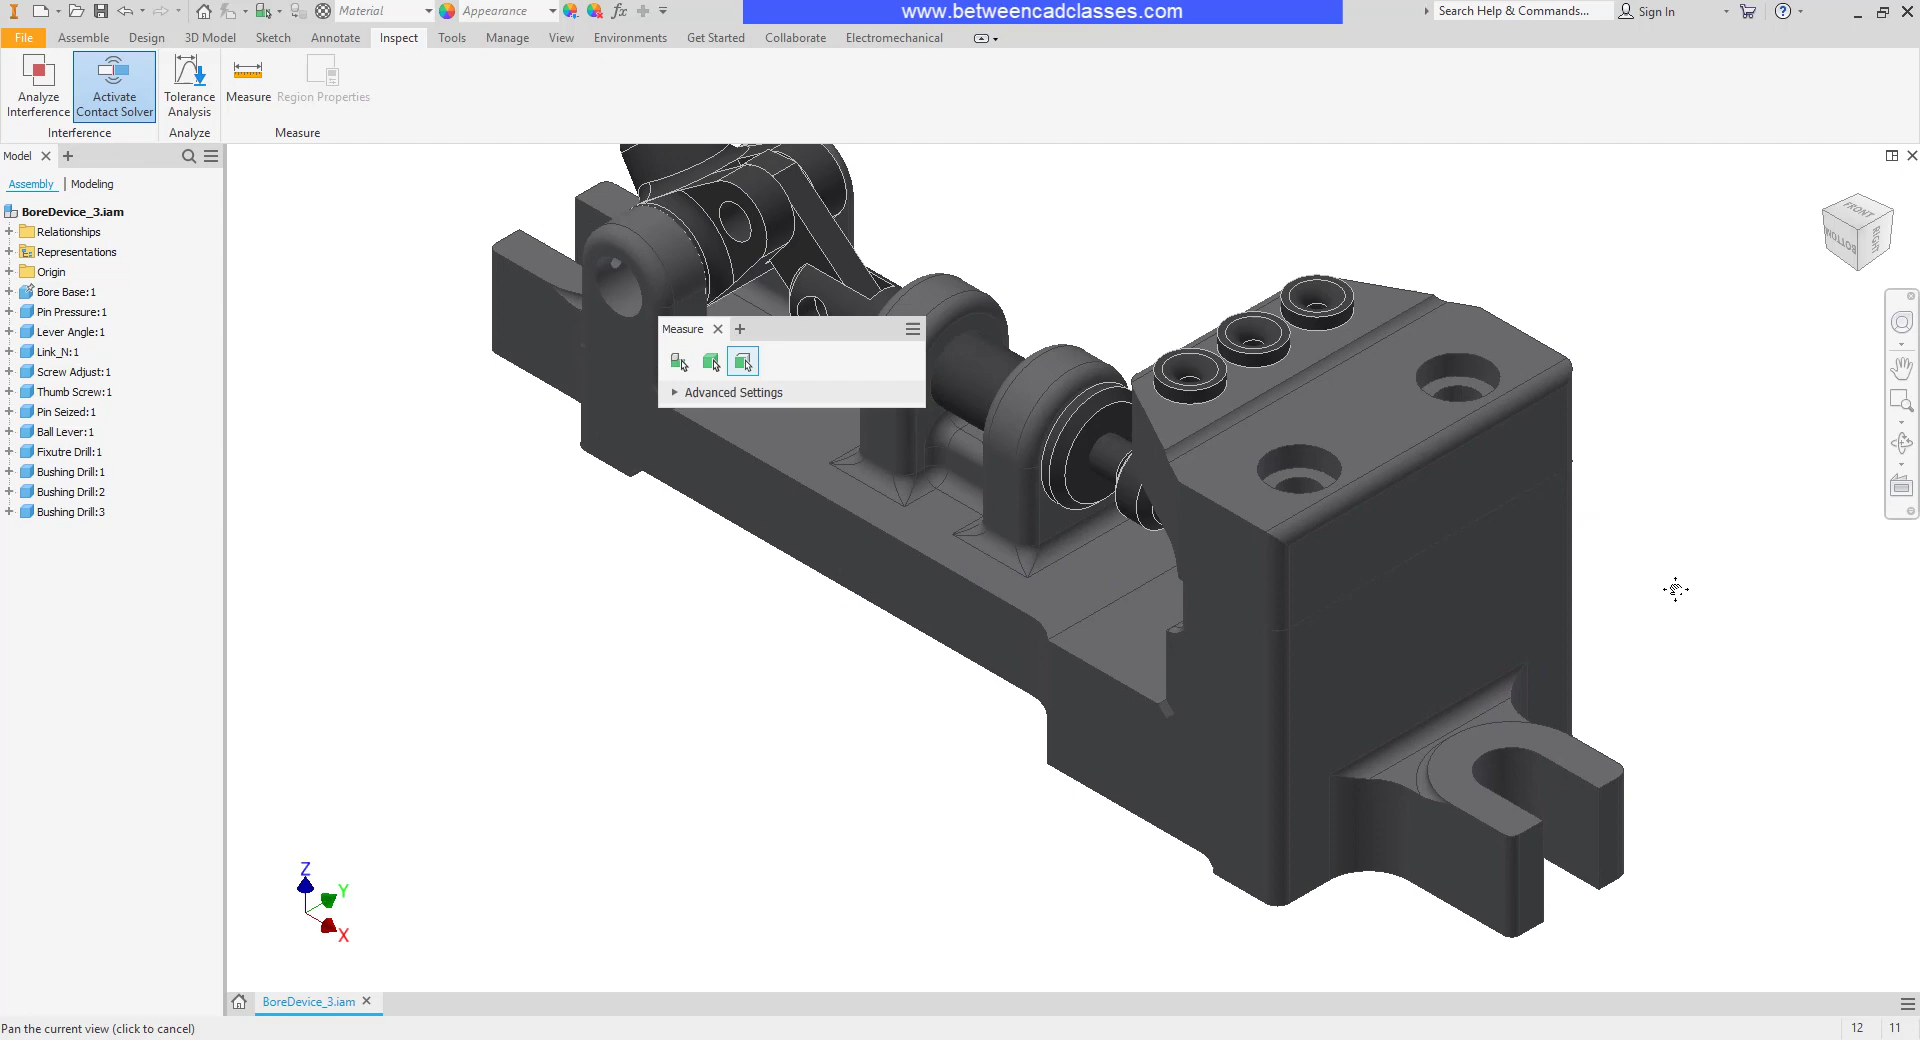 Material
Appearance
fx
www.betweencadclasses.com
Search Help & Commands...
Sign In
File
Assemble
Design
3D Model
Sketch
Annotate
Inspect
Tools
Manage
View
Environments
Get Started
Collaborate
Electromechanical
Analyze
Interference
Activate
Contact Solver
Tolerance
Analysis
Measure
Region Properties
Interference
Analyze
Measure
Model
Assembly
Modeling
BoreDevice_3.iam
Relationships
Representations
Origin
Bore Base:1
Pin Pressure:1
Lever Angle:1
Link_N:1
Screw Adjust:1
Thumb Screw:1
Pin Seized:1
Ball Lever:1
Fixutre Drill:1
Bushing Drill:1
Bushing Drill:2
Bushing Drill:3
Measure
Advanced Settings
FRONT
BOTTOM
RIGHT
Z
Y
X
BoreDevice_3.iam
Pan the current view (click to cancel)
12
11